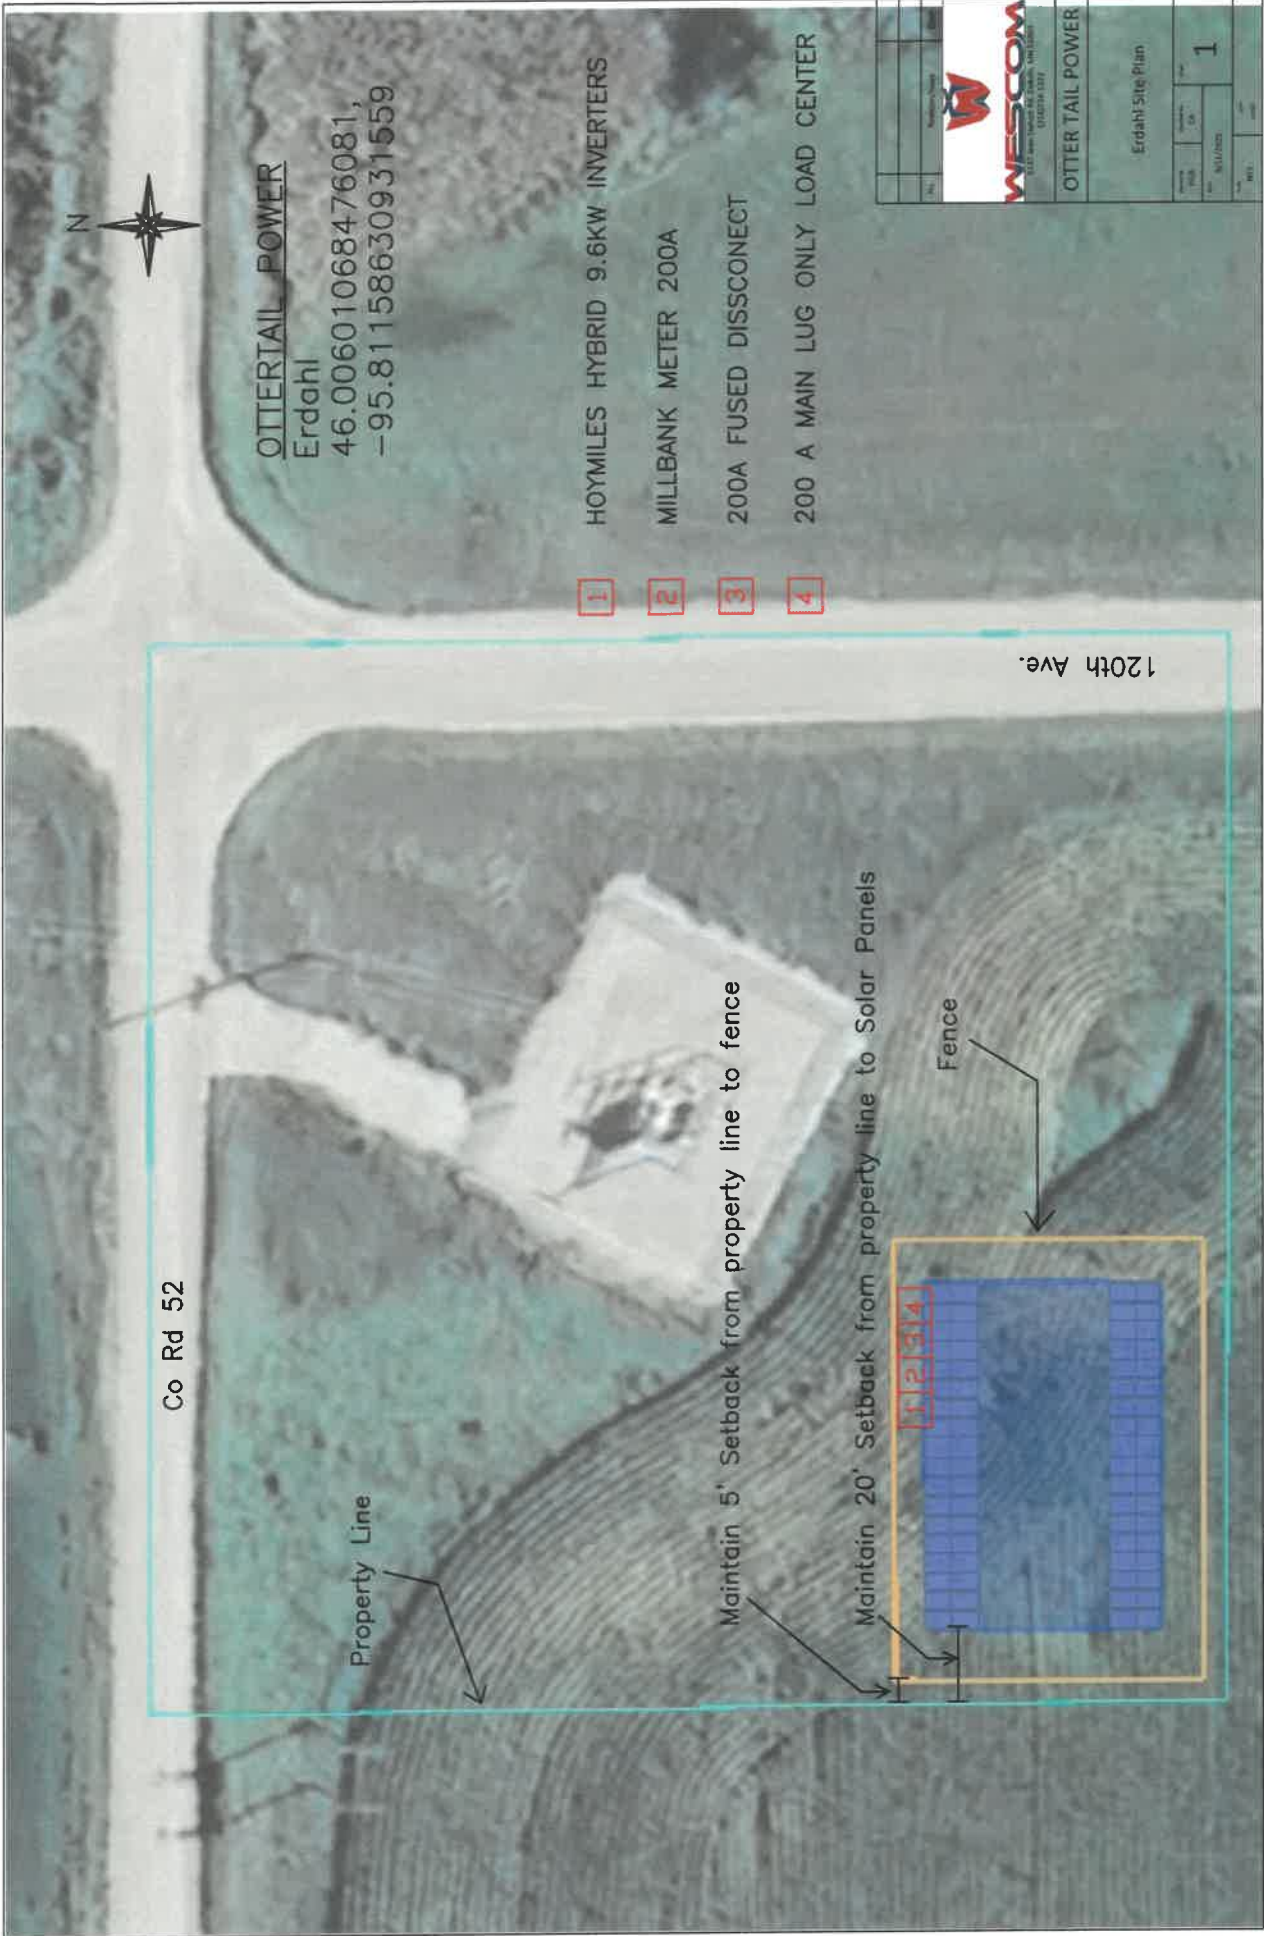 N
OTTERTAIL POWER
Erdahl
46.00601068476081,
-95.81158630931559
Co Rd 52
Property Line
1 HOYMILES HYBRID 9.6KW INVERTERS
2 MILLBANK METER 200A
3 200A FUSED DISSCONECT
4 200 A MAIN LUG ONLY LOAD CENTER
Maintain 5' Setback from property line to fence
Maintain 20' Setback from property line to Solar Panels
Fence
1 2 3 4
120th Ave.
No.
WESCOM
OTTER TAIL POWER
Erdahl Site Plan
1